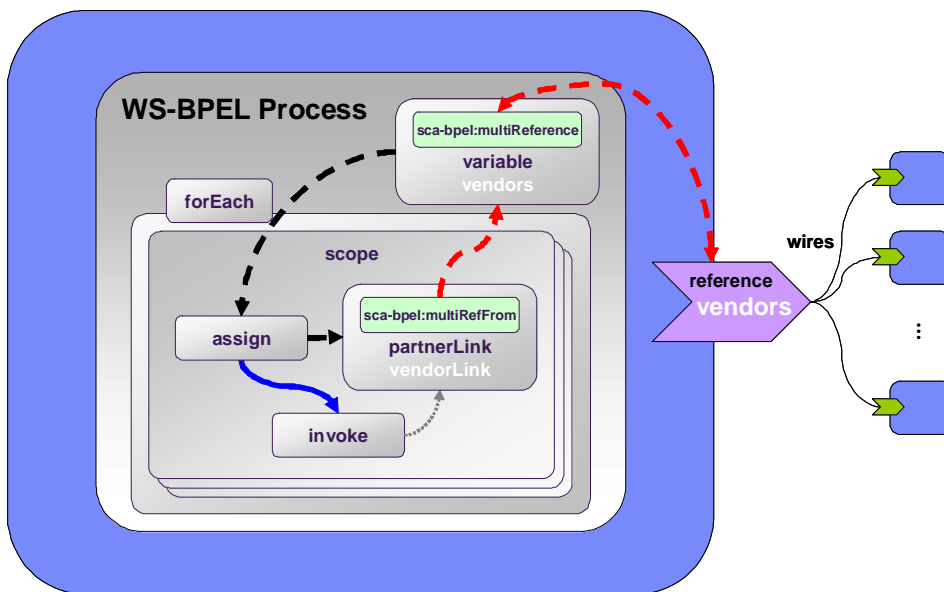 WS-BPEL Process
sca-bpel:multiReference
variable
vendors
forEach
scope
wires
reference
vendors
sca-bpel:multiRefFrom
assign
partnerLink
vendorLink
invoke
...